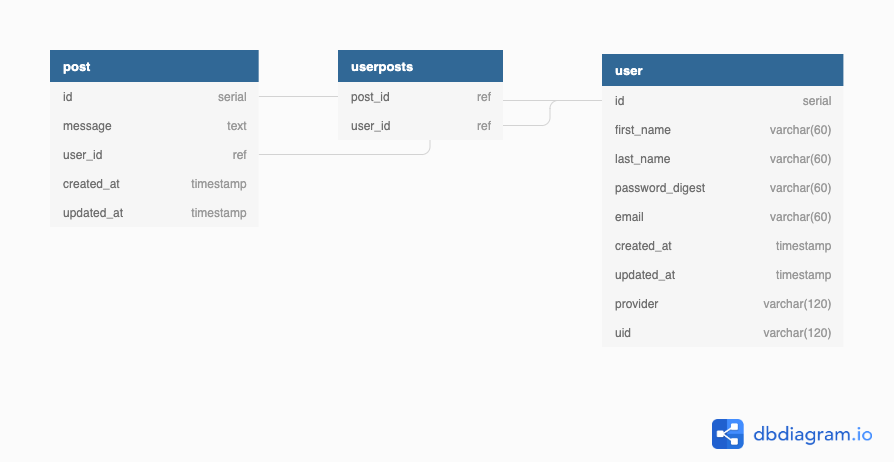 post
id serial
message text
user_id ref
created_at timestamp
updated_at timestamp
userposts
post_id ref
user_id ref
user
id serial
first_name varchar(60)
last_name varchar(60)
password_digest varchar(60)
email varchar(60)
created_at timestamp
updated_at timestamp
provider varchar(120)
uid varchar(120)
dbdiagram.io